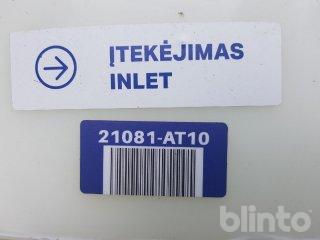 ĮTEKĖJIMAS
INLET
21081-AT10
blinto